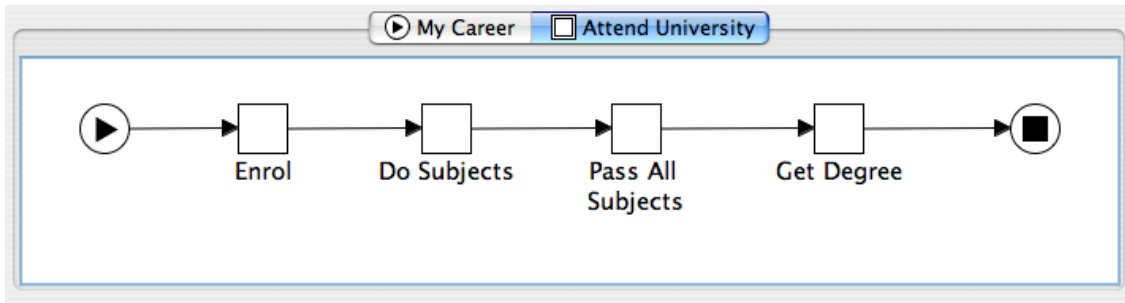 My Career
Attend University
Enrol
Do Subjects
Pass All
Subjects
Get Degree